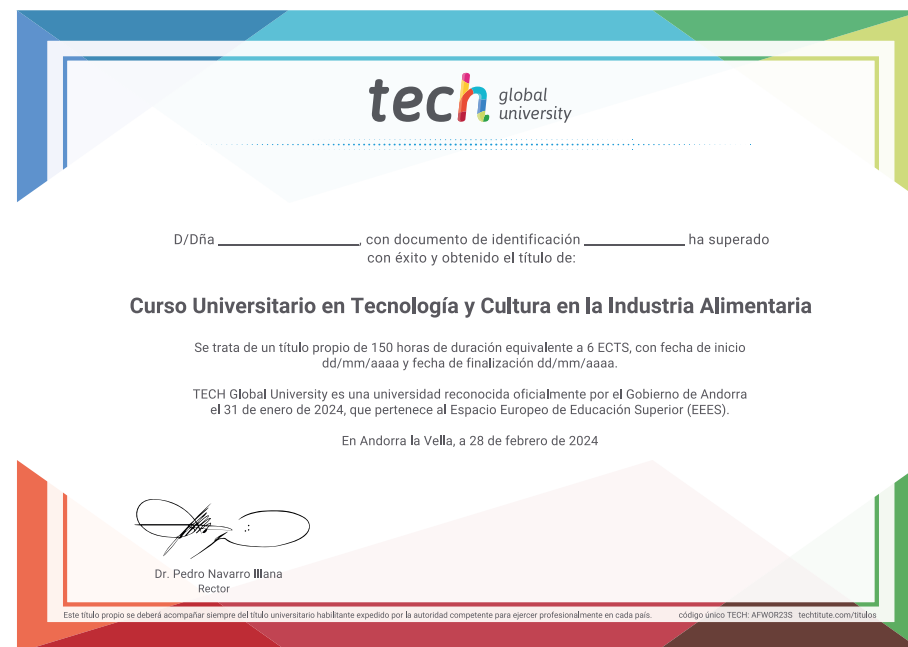 tech global university
D/Dña ____________________, con documento de identificación ______________ ha superado
con éxito y obtenido el título de:
Curso Universitario en Tecnología y Cultura en la Industria Alimentaria
Se trata de un título propio de 150 horas de duración equivalente a 6 ECTS, con fecha de inicio
dd/mm/aaaa y fecha de finalización dd/mm/aaaa.
TECH Global University es una universidad reconocida oficialmente por el Gobierno de Andorra
el 31 de enero de 2024, que pertenece al Espacio Europeo de Educación Superior (EEES).
En Andorra la Vella, a 28 de febrero de 2024
Dr. Pedro Navarro Illana
Rector
Este título propio se deberá acompañar siempre del título universitario habilitante expedido por la autoridad competente para ejercer profesionalmente en cada país. código único TECH: AFWOR23S techtitute.com/titulos